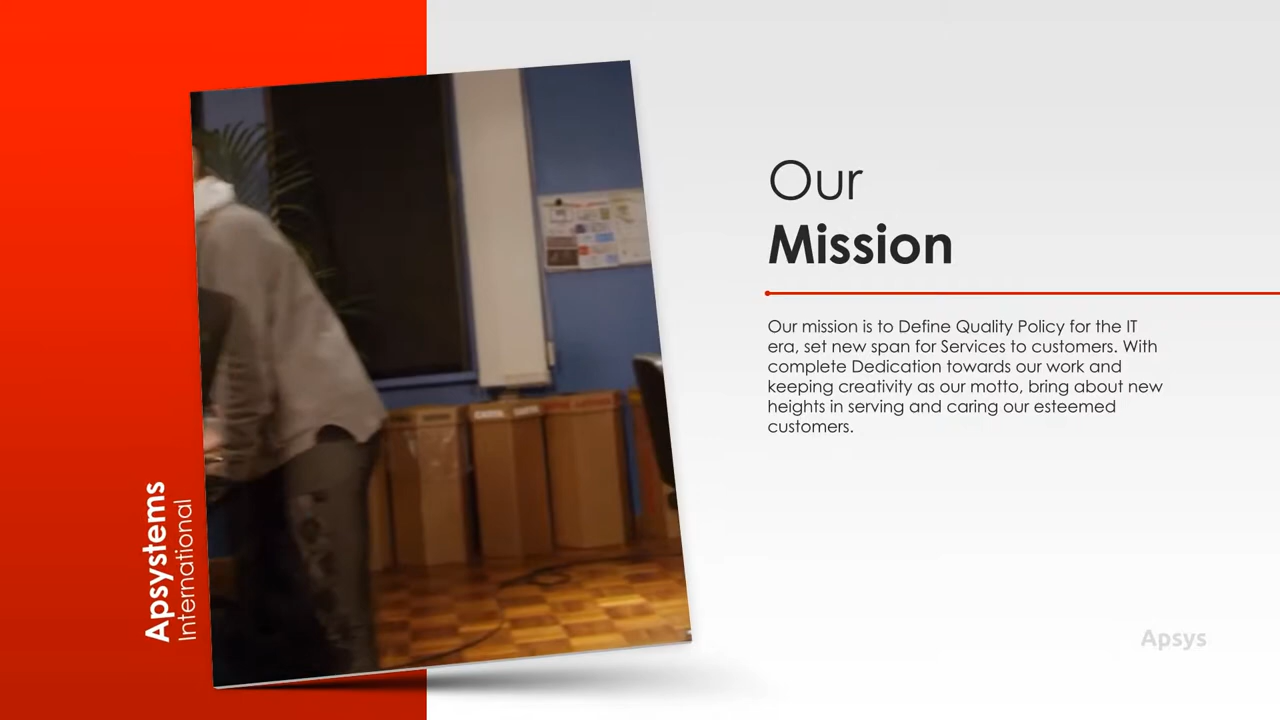 Our
Mission
Our mission is to Define Quality Policy for the IT
era, set new span for Services to customers. With
complete Dedication towards our work and
keeping creativity as our motto, bring about new
heights in serving and caring our esteemed
customers.
Apsystems
International
Apsys